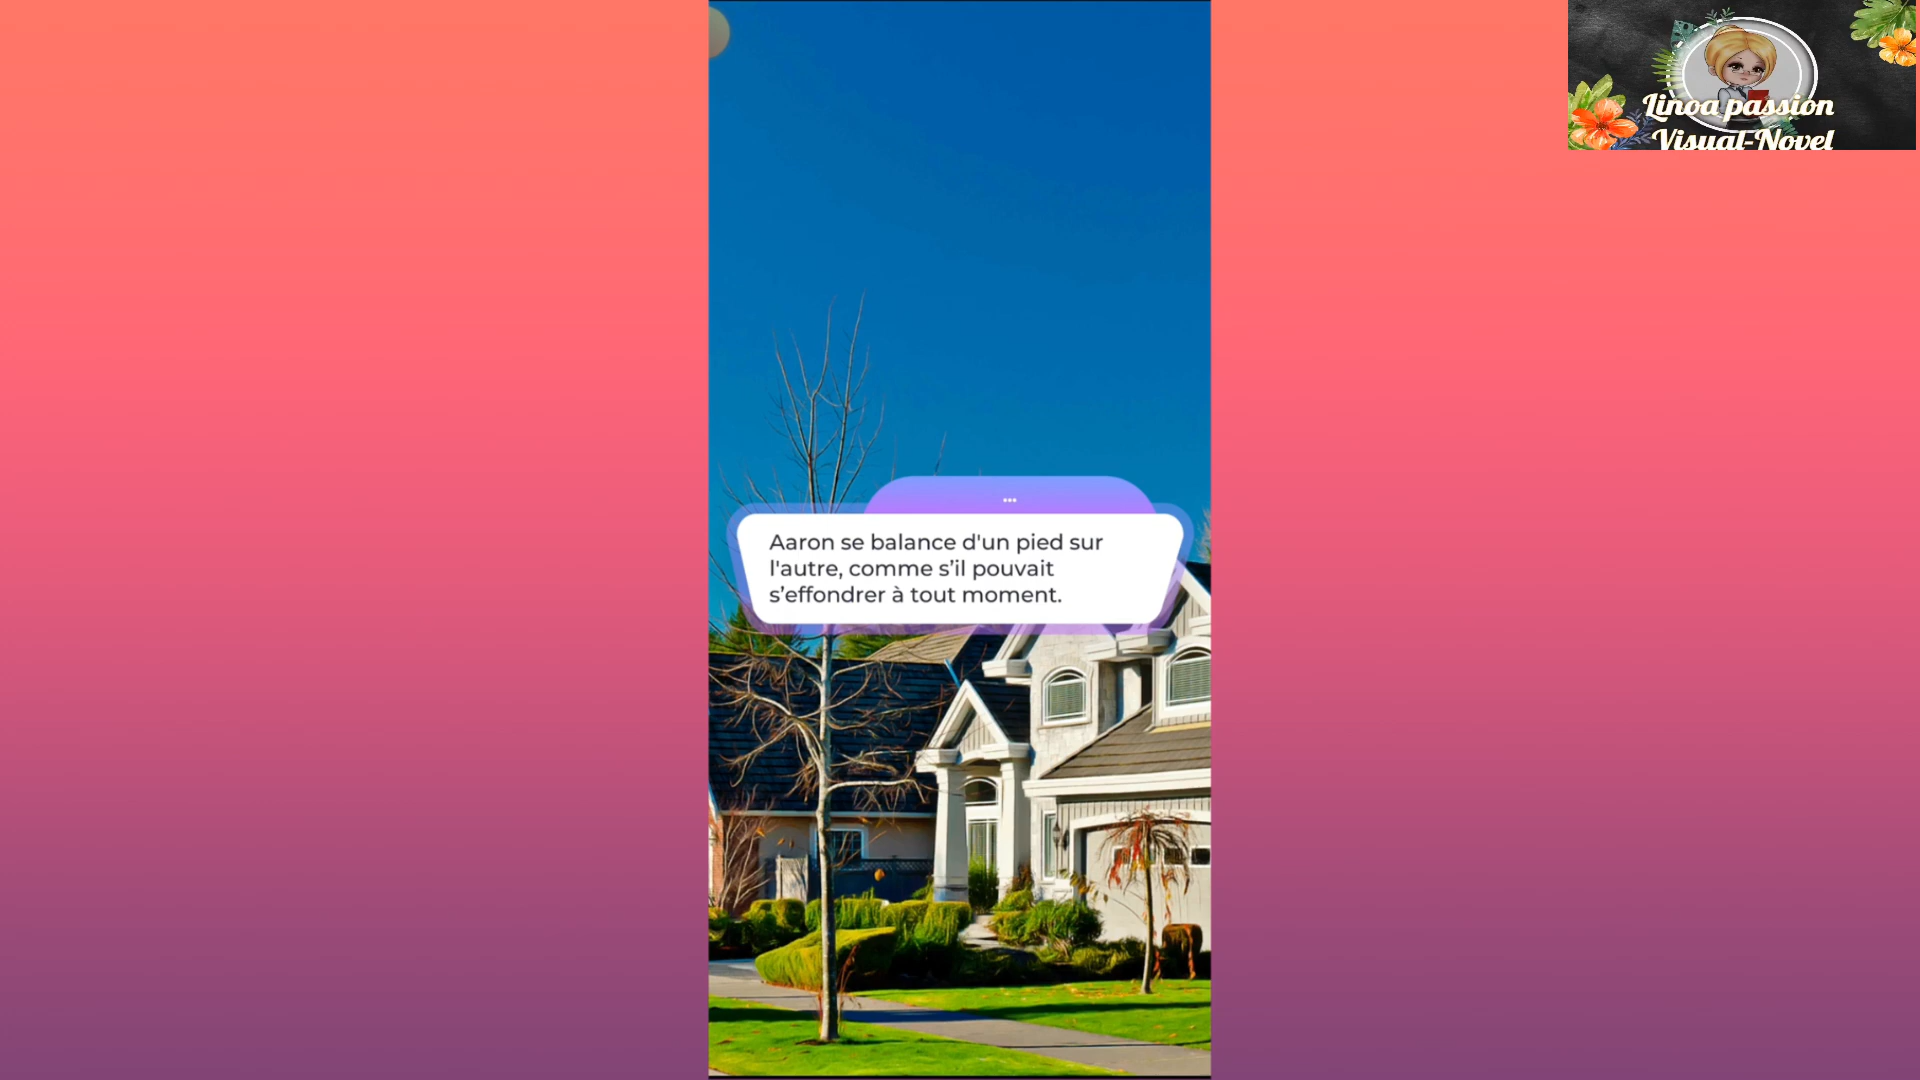 Linoa passion
Visual-Novel
...
Aaron se balance d'un pied sur
l'autre, comme s’il pouvait
s’effondrer à tout moment.